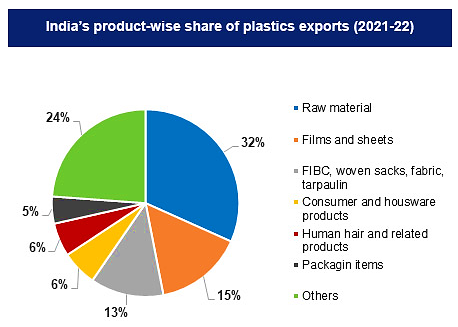 India's product-wise share of plastics exports (2021-22)
24%
32%
5%
6%
6%
13%
15%
Raw material
Films and sheets
FIBC, woven sacks, fabric,
tarpaulin
Consumer and housware
products
Human hair and related
products
Packagin items
Others